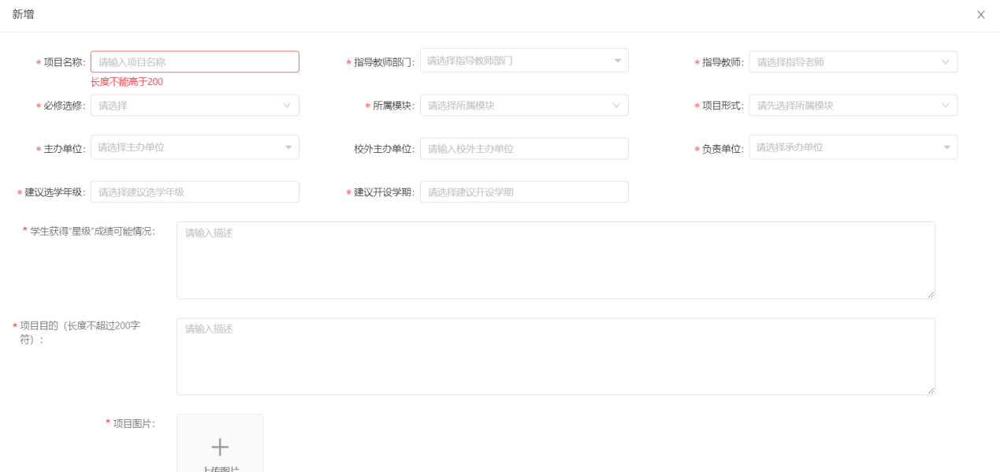 新增
* 项目名称: 请输入项目名称
* 指导教师部门: 请选择指导教师部门
* 指导教师: 请选择指导老师
长度不能高于200
* 必修选修: 请选择
* 所属模块: 请选择所属模块
* 项目形式: 请先选择所属模块
* 主办单位: 请选择主办单位
校外主办单位: 请输入校外主办单位
* 负责单位: 请选择承办单位
* 建议选学年级: 请选择建议选学年级
* 建议开设学期: 请选择建议开设学期
* 学生获得"星级"成绩可能情况:
请输入描述
* 项目目的（长度不超过200字
符）:
请输入描述
* 项目图片:
上传图片